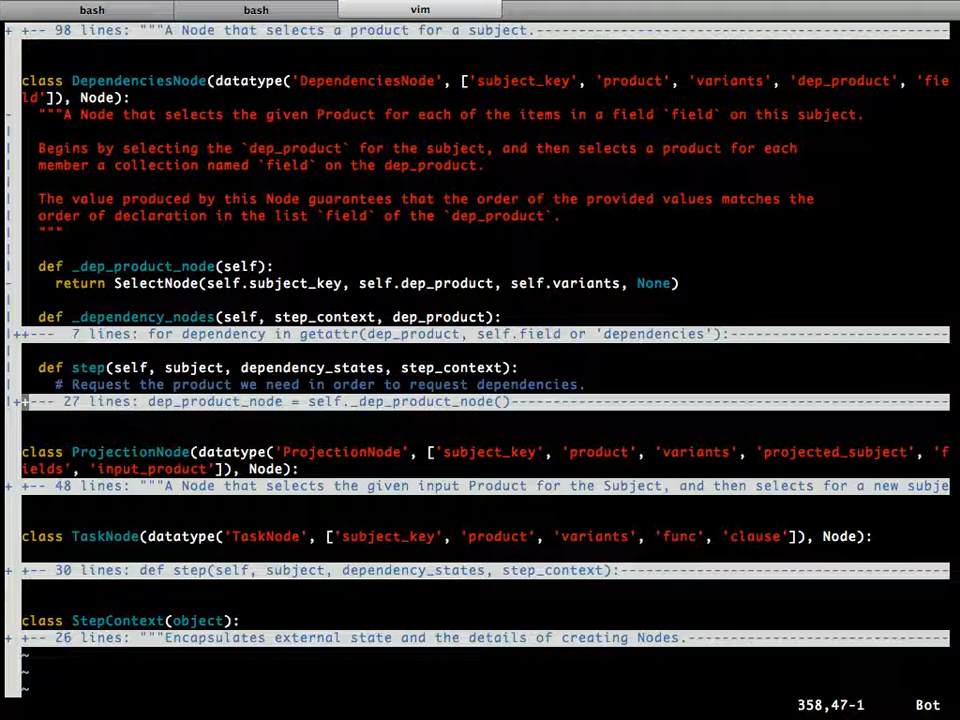 bash bash vim
+ +-- 98 lines: """A Node that selects a product for a subject.
class DependenciesNode(datatype('DependenciesNode', ['subject_key', 'product', 'variants', 'dep_product', 'fie
ld']), Node):
"""A Node that selects the given Product for each of the items in a field `field` on this subject.
Begins by selecting the `dep_product` for the subject, and then selects a product for each
member a collection named `field` on the dep_product.
The value produced by this Node guarantees that the order of the provided values matches the
order of declaration in the list `field` of the `dep_product`.
"""
def _dep_product_node(self):
return SelectNode(self.subject_key, self.dep_product, self.variants, None)
def _dependency_nodes(self, step_context, dep_product):
|++--- 7 lines: for dependency in getattr(dep_product, self.field or 'dependencies'):
def step(self, subject, dependency_states, step_context):
# Request the product we need in order to request dependencies.
|++--- 27 lines: dep_product_node = self._dep_product_node()
class ProjectionNode(datatype('ProjectionNode', ['subject_key', 'product', 'variants', 'projected_subject', 'f
ields', 'input_product']), Node):
+ +-- 48 lines: """A Node that selects the given input Product for the Subject, and then selects for a new subje
class TaskNode(datatype('TaskNode', ['subject_key', 'product', 'variants', 'func', 'clause']), Node):
+ +-- 30 lines: def step(self, subject, dependency_states, step_context):
class StepContext(object):
+ +-- 26 lines: """Encapsulates external state and the details of creating Nodes.
~
~
~
358,47-1 Bot